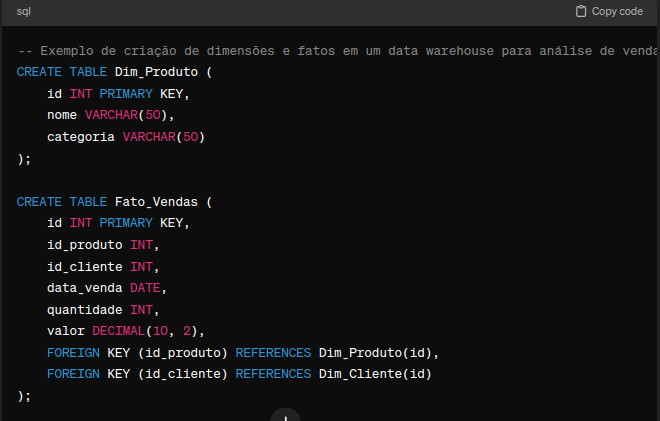 sql
Copy code
-- Exemplo de criação de dimensões e fatos em um data warehouse para análise de
CREATE TABLE Dim_Produto (
    id INT PRIMARY KEY,
    nome VARCHAR(50),
    categoria VARCHAR(50)
);
CREATE TABLE Fato_Vendas (
    id INT PRIMARY KEY,
    id_produto INT,
    id_cliente INT,
    data_venda DATE,
    quantidade INT,
    valor DECIMAL(10, 2),
    FOREIGN KEY (id_produto) REFERENCES Dim_Produto(id),
    FOREIGN KEY (id_cliente) REFERENCES Dim_Cliente(id)
);